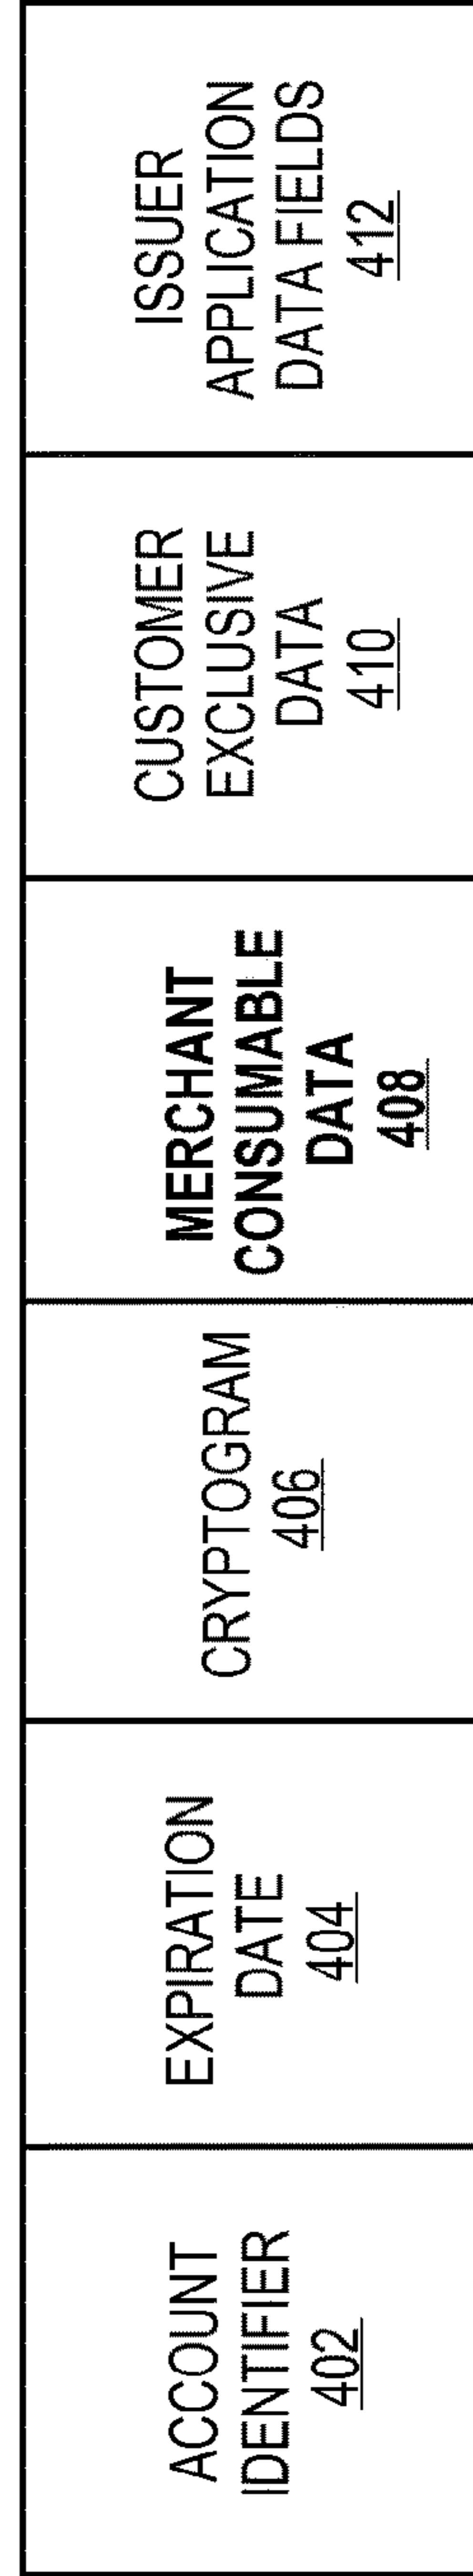 ACCOUNT
IDENTIFIER
402
EXPIRATION
DATE
404
CRYPTOGRAM
406
MERCHANT
CONSUMABLE
DATA
408
CUSTOMER
EXCLUSIVE
DATA
410
ISSUER
APPLICATION
DATA FIELDS
412